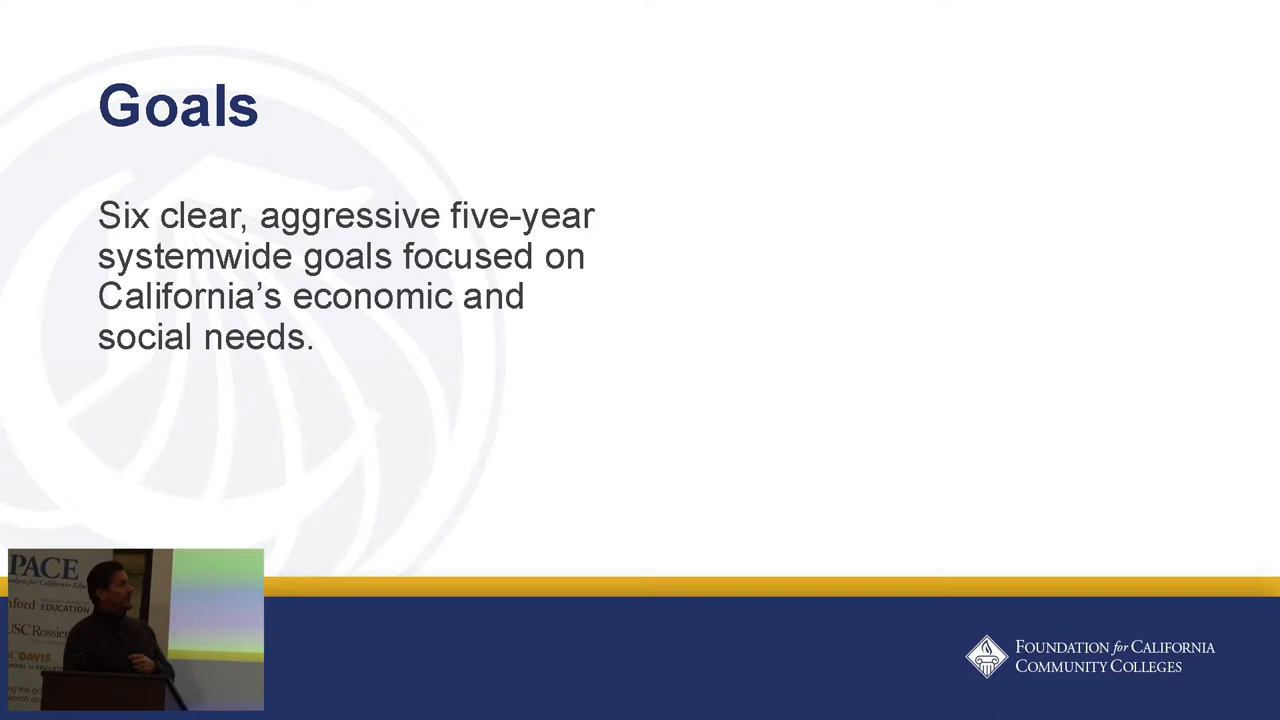 Goals
Six clear, aggressive five-year
systemwide goals focused on
California’s economic and
social needs.
PACE
EDUCATION
FOUNDATION for CALIFORNIA
COMMUNITY COLLEGES